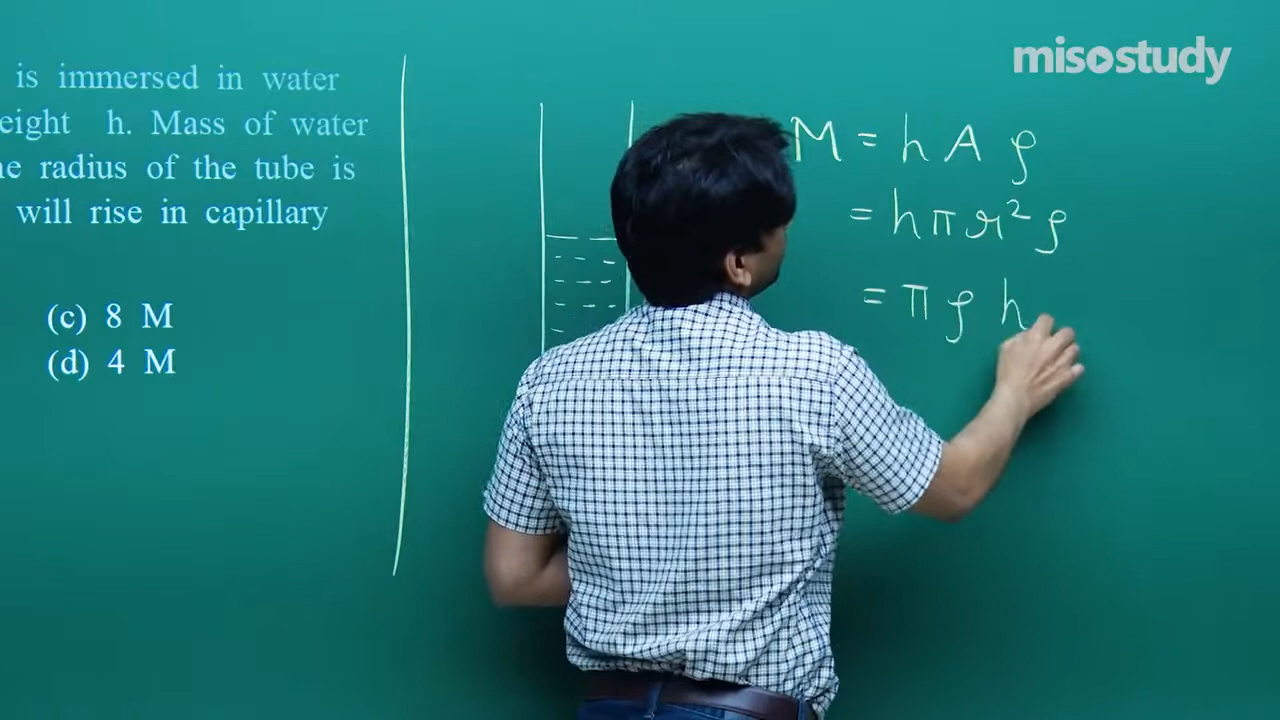 misostudy
is immersed in water
eight h. Mass of water
he radius of the tube is
will rise in capillary
(c) 8 M
(d) 4 M
M = h A ρ
= h π r² ρ
= π ρ h